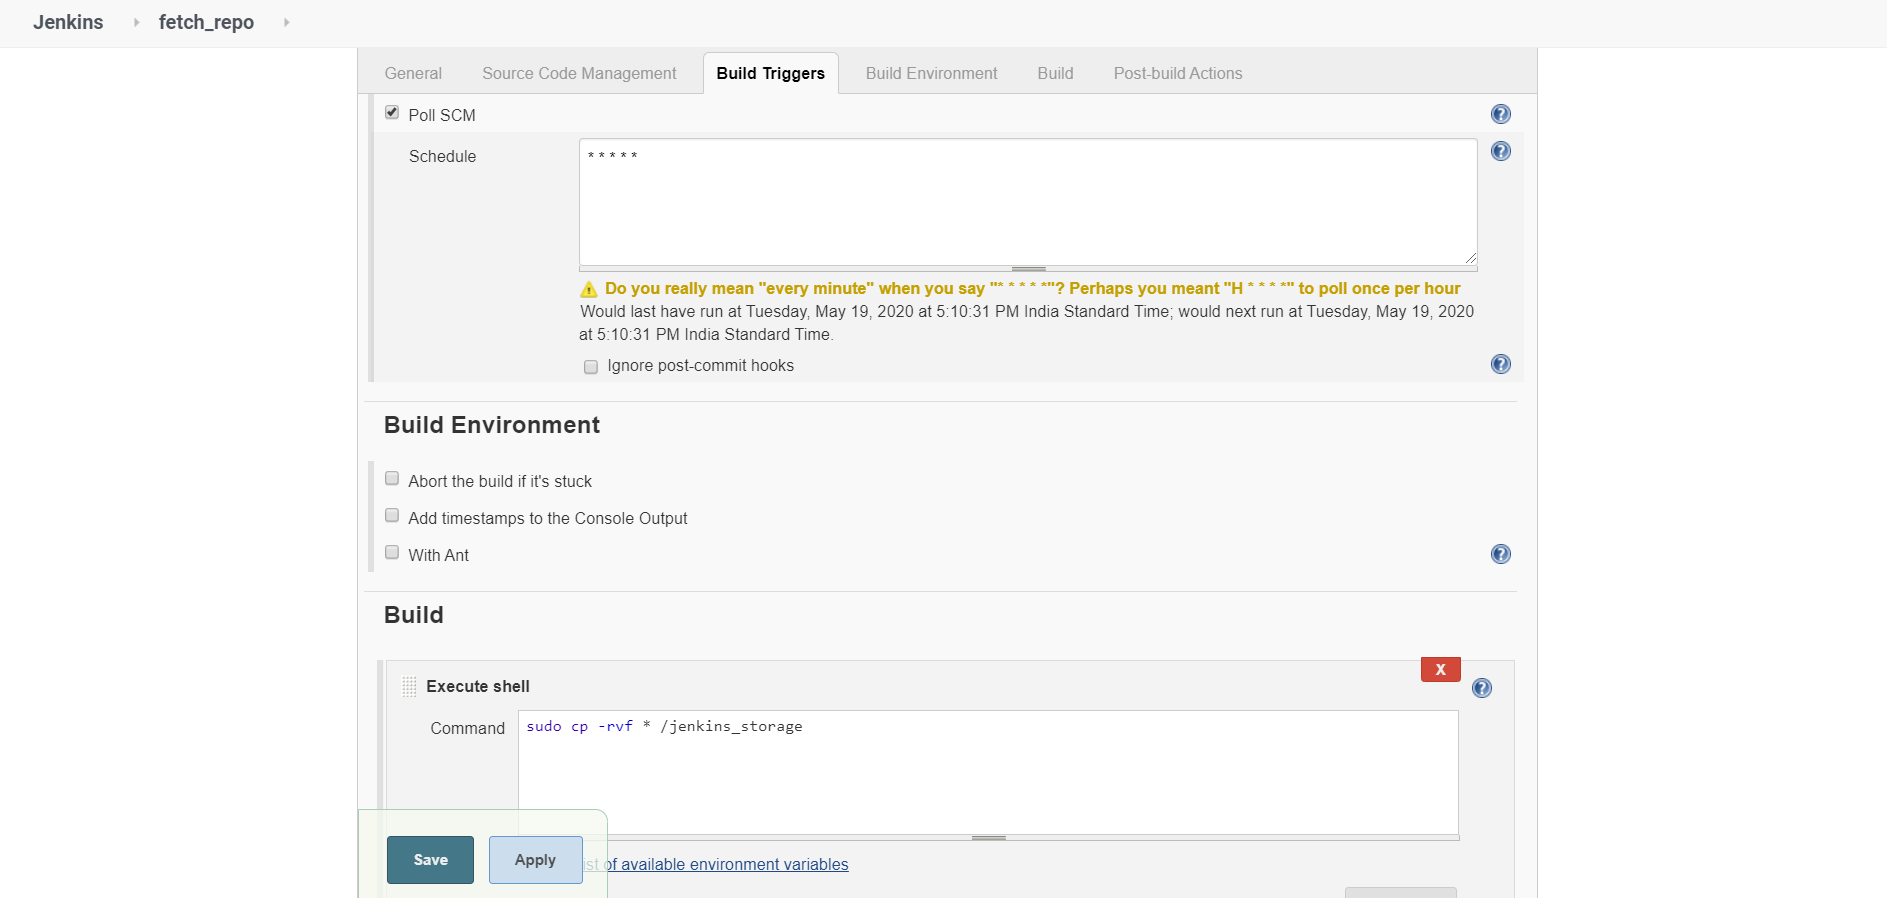 Jenkins fetch_repo
General Source Code Management Build Triggers Build Environment Build Post-build Actions
Poll SCM
Schedule
* * * * *
Do you really mean "every minute" when you say "* * * * *"? Perhaps you meant "H * * * *" to poll once per hour
Would last have run at Tuesday, May 19, 2020 at 5:10:31 PM India Standard Time; would next run at Tuesday, May 19, 2020
at 5:10:31 PM India Standard Time.
Ignore post-commit hooks
Build Environment
Abort the build if it's stuck
Add timestamps to the Console Output
With Ant
Build
X
Execute shell
Command
sudo cp -rvf * /jenkins_storage
Save Apply
of available environment variables